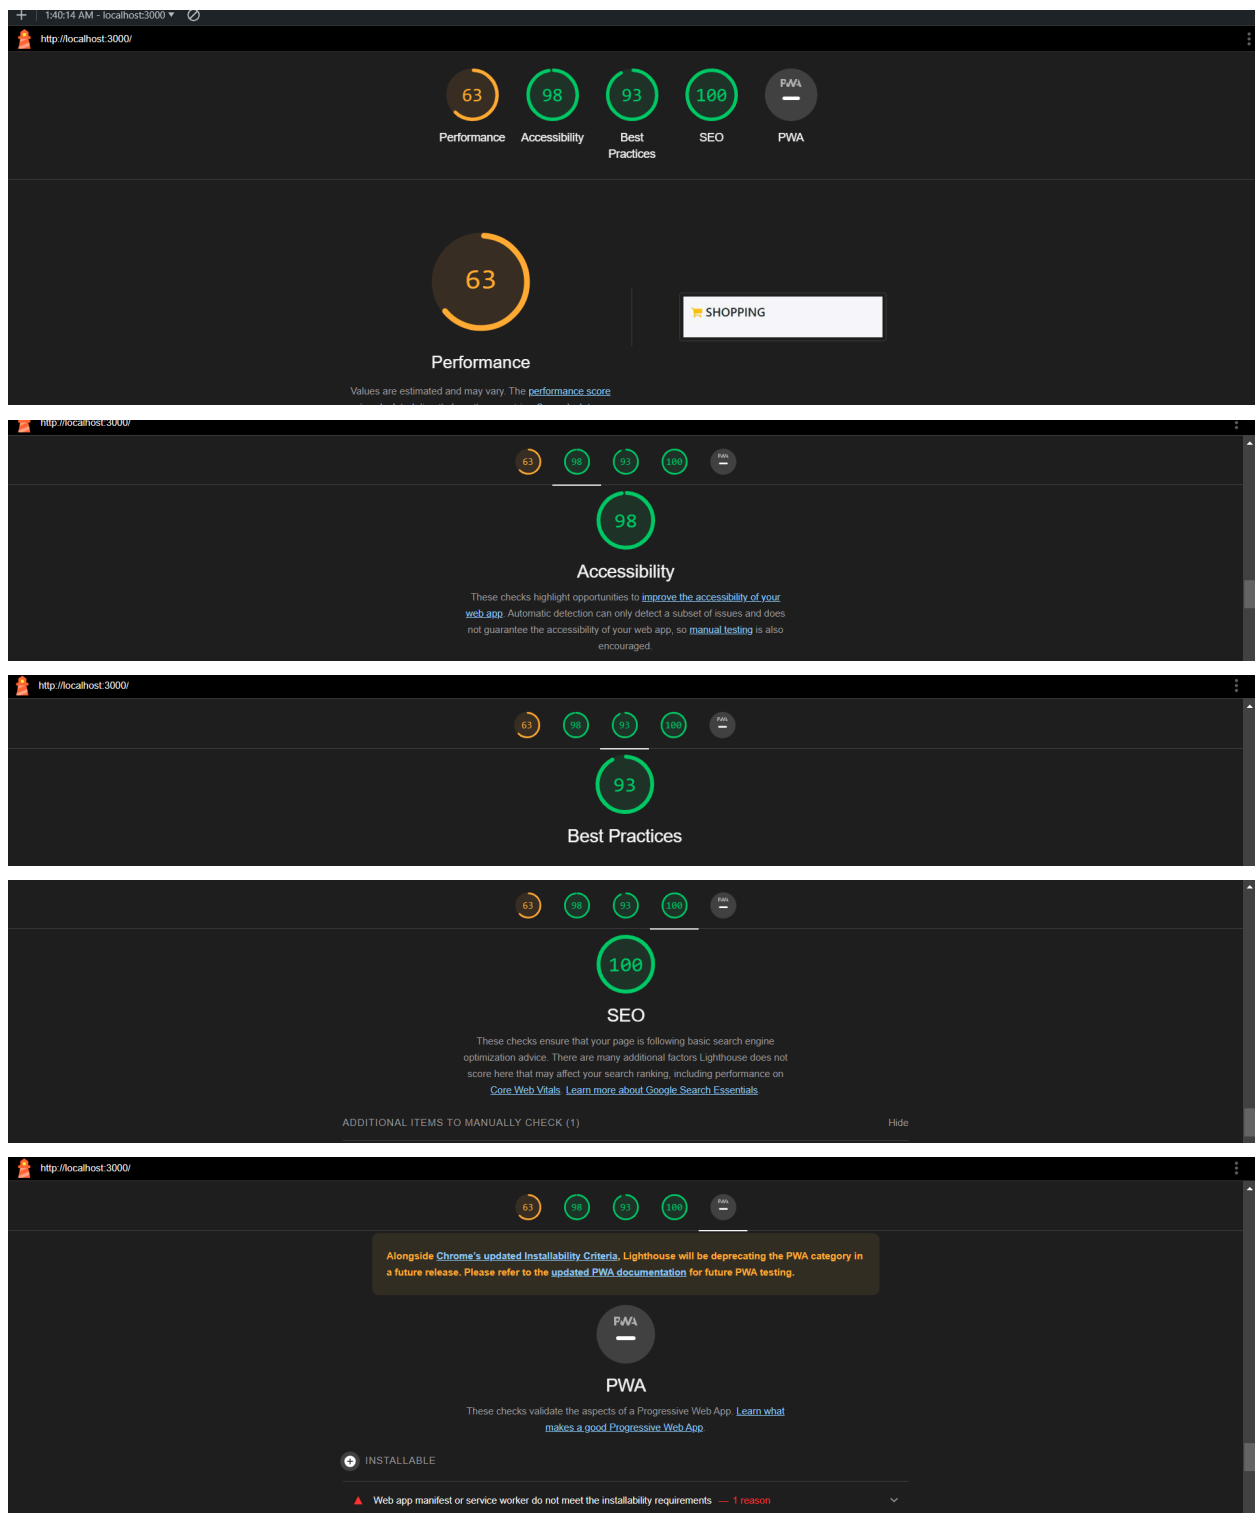 1:40:14 AM - localhost:3000
http://localhost:3000/
63
98
93
100
PWA
Performance
Accessibility
Best
Practices
SEO
PWA
63
SHOPPING
Performance
Values are estimated and may vary. The performance score
http://localhost:3000/
63
98
93
100
PWA
98
Accessibility
These checks highlight opportunities to improve the accessibility of your
web app. Automatic detection can only detect a subset of issues and does
not guarantee the accessibility of your web app, so manual testing is also
encouraged.
http://localhost:3000/
63
98
93
100
PWA
93
Best Practices
63
98
93
100
PWA
100
SEO
These checks ensure that your page is following basic search engine
optimization advice. There are many additional factors Lighthouse does not
score here that may affect your search ranking, including performance on
Core Web Vitals. Learn more about Google Search Essentials.
ADDITIONAL ITEMS TO MANUALLY CHECK (1)
Hide
http://localhost:3000/
63
98
93
100
PWA
Alongside Chrome's updated Installability Criteria, Lighthouse will be deprecating the PWA category in
a future release. Please refer to the updated PWA documentation for future PWA testing.
PWA
PWA
These checks validate the aspects of a Progressive Web App. Learn what
makes a good Progressive Web App.
INSTALLABLE
Web app manifest or service worker do not meet the installability requirements — 1 reason